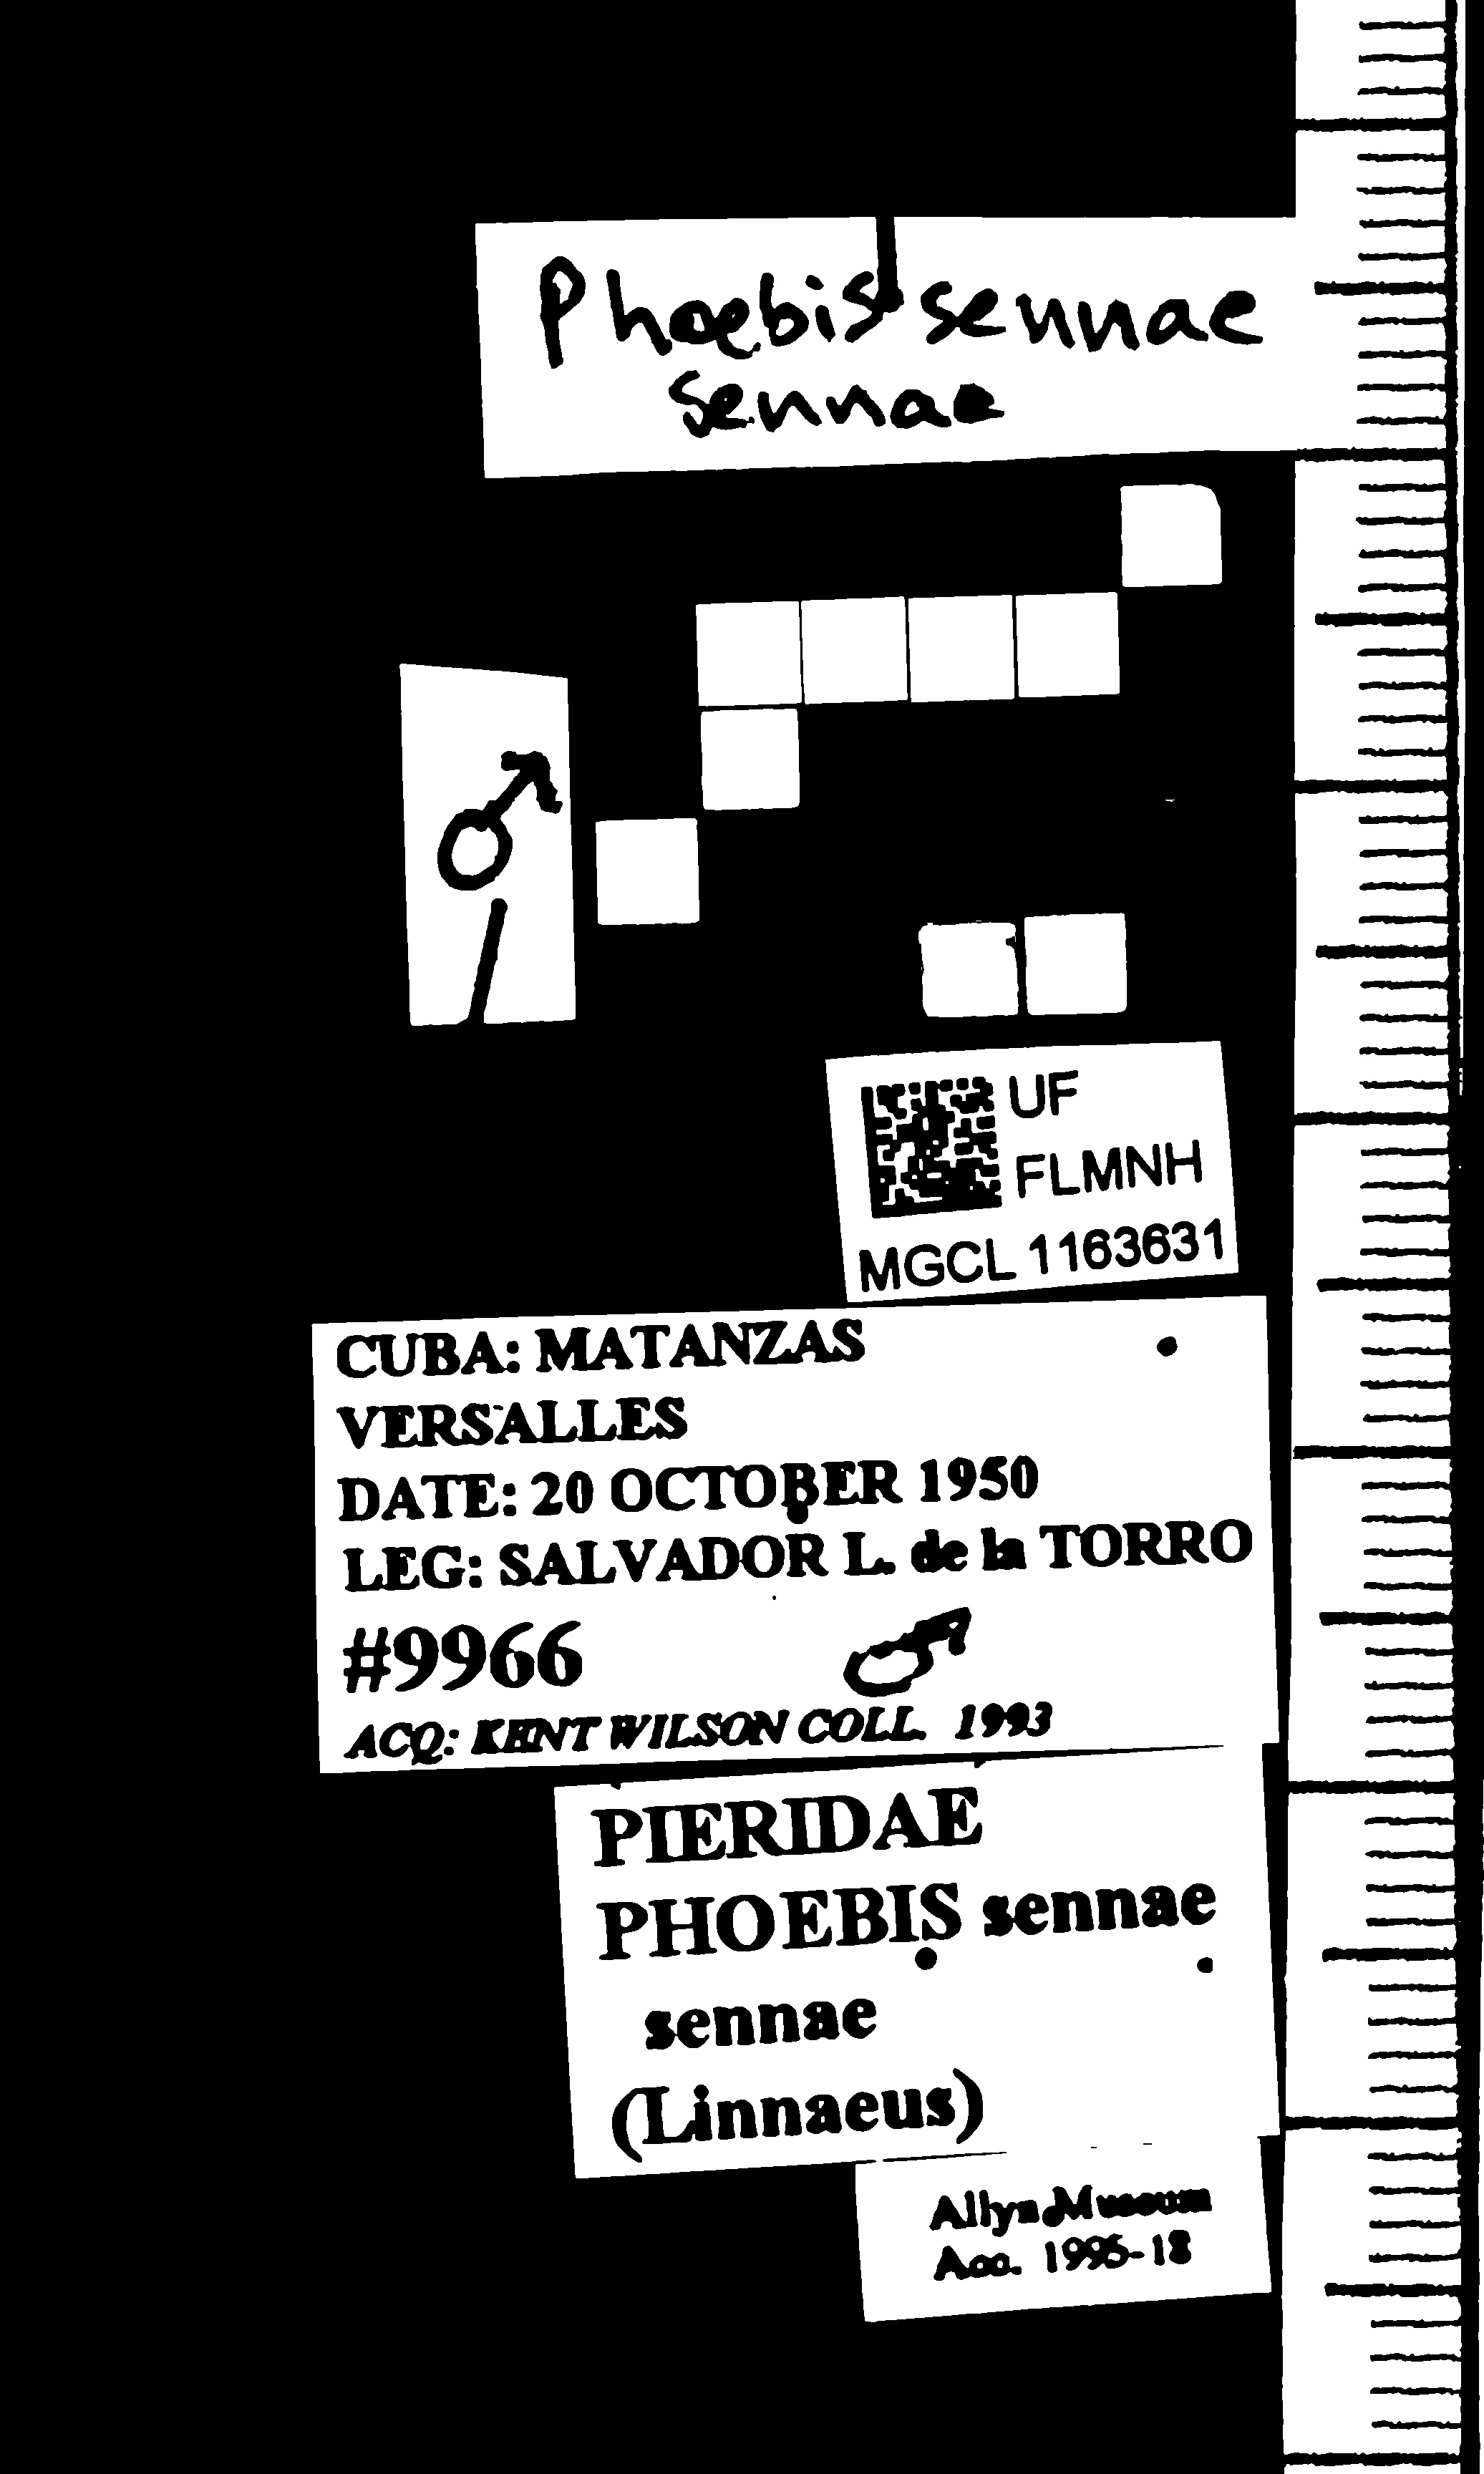 Phoebis sennae
sennae
♂
UF
FLMNH
MGCL 1163631
CUBA: MATANZAS
VERSALLES
DATE: 20 OCTOBER 1950
LEG: SALVADOR L. de la TORRO
#9966 ♂
ACQ: KENT WILSON COLL. 1993
PIERIDAE
PHOEBIS sennae
sennae
(Linnaeus)
Allyn Museum
Acc. 1995-18